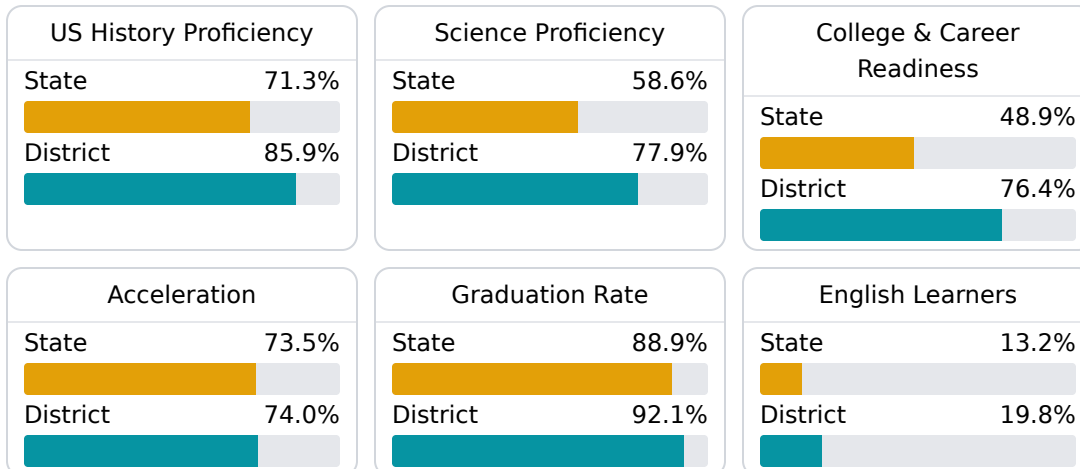 US History Proficiency
State 71.3%
District 85.9%
Science Proficiency
State 58.6%
District 77.9%
College & Career
Readiness
State 48.9%
District 76.4%
Acceleration
State 73.5%
District 74.0%
Graduation Rate
State 88.9%
District 92.1%
English Learners
State 13.2%
District 19.8%